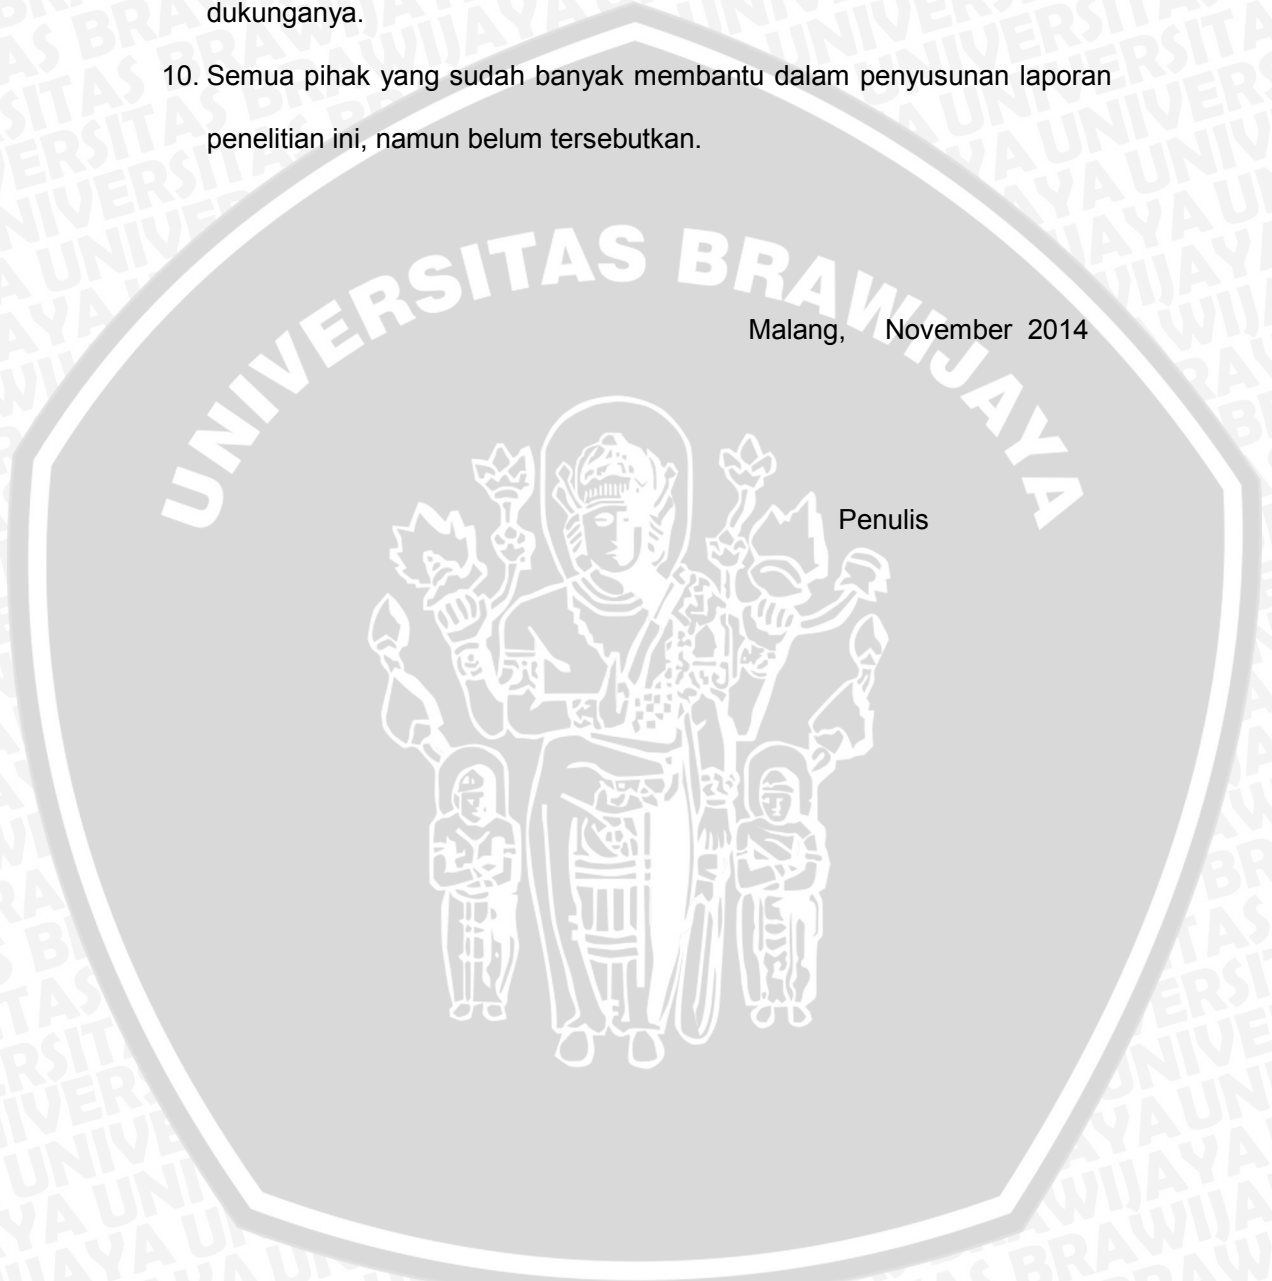 dukunganya.
10. Semua pihak yang sudah banyak membantu dalam penyusunan laporan
penelitian ini, namun belum tersebutkan.
UNIVERSITAS BRAWIJAYA
Malang, November 2014
Penulis